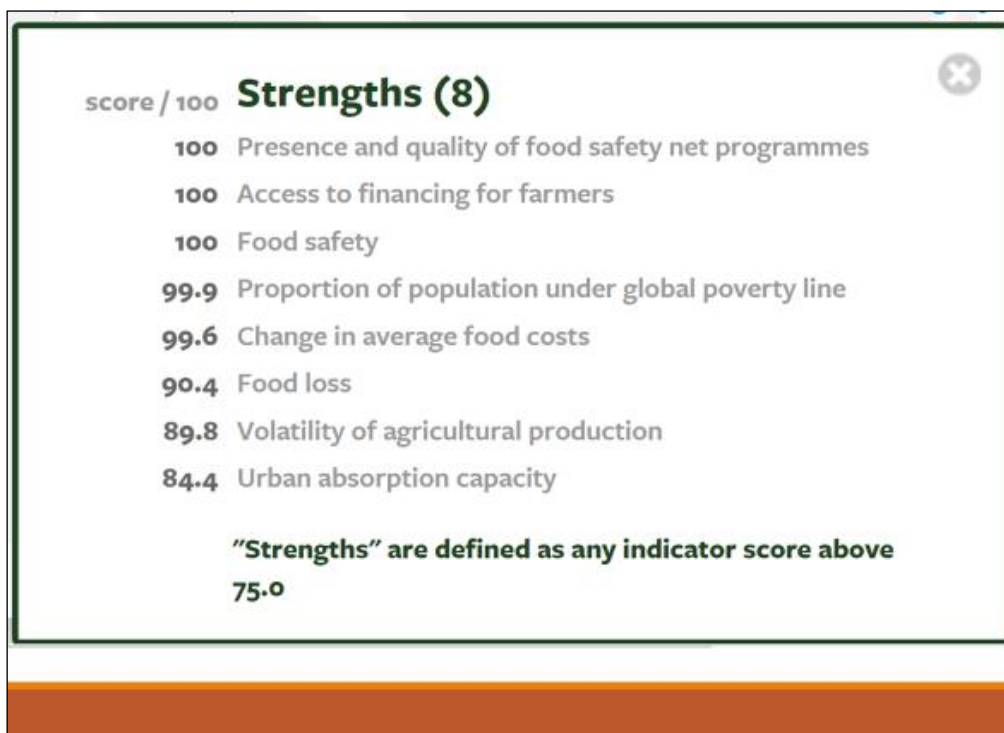 score / 100 Strengths (8)
100 Presence and quality of food safety net programmes
100 Access to financing for farmers
100 Food safety
99.9 Proportion of population under global poverty line
99.6 Change in average food costs
90.4 Food loss
89.8 Volatility of agricultural production
84.4 Urban absorption capacity
"Strengths" are defined as any indicator score above
75.0